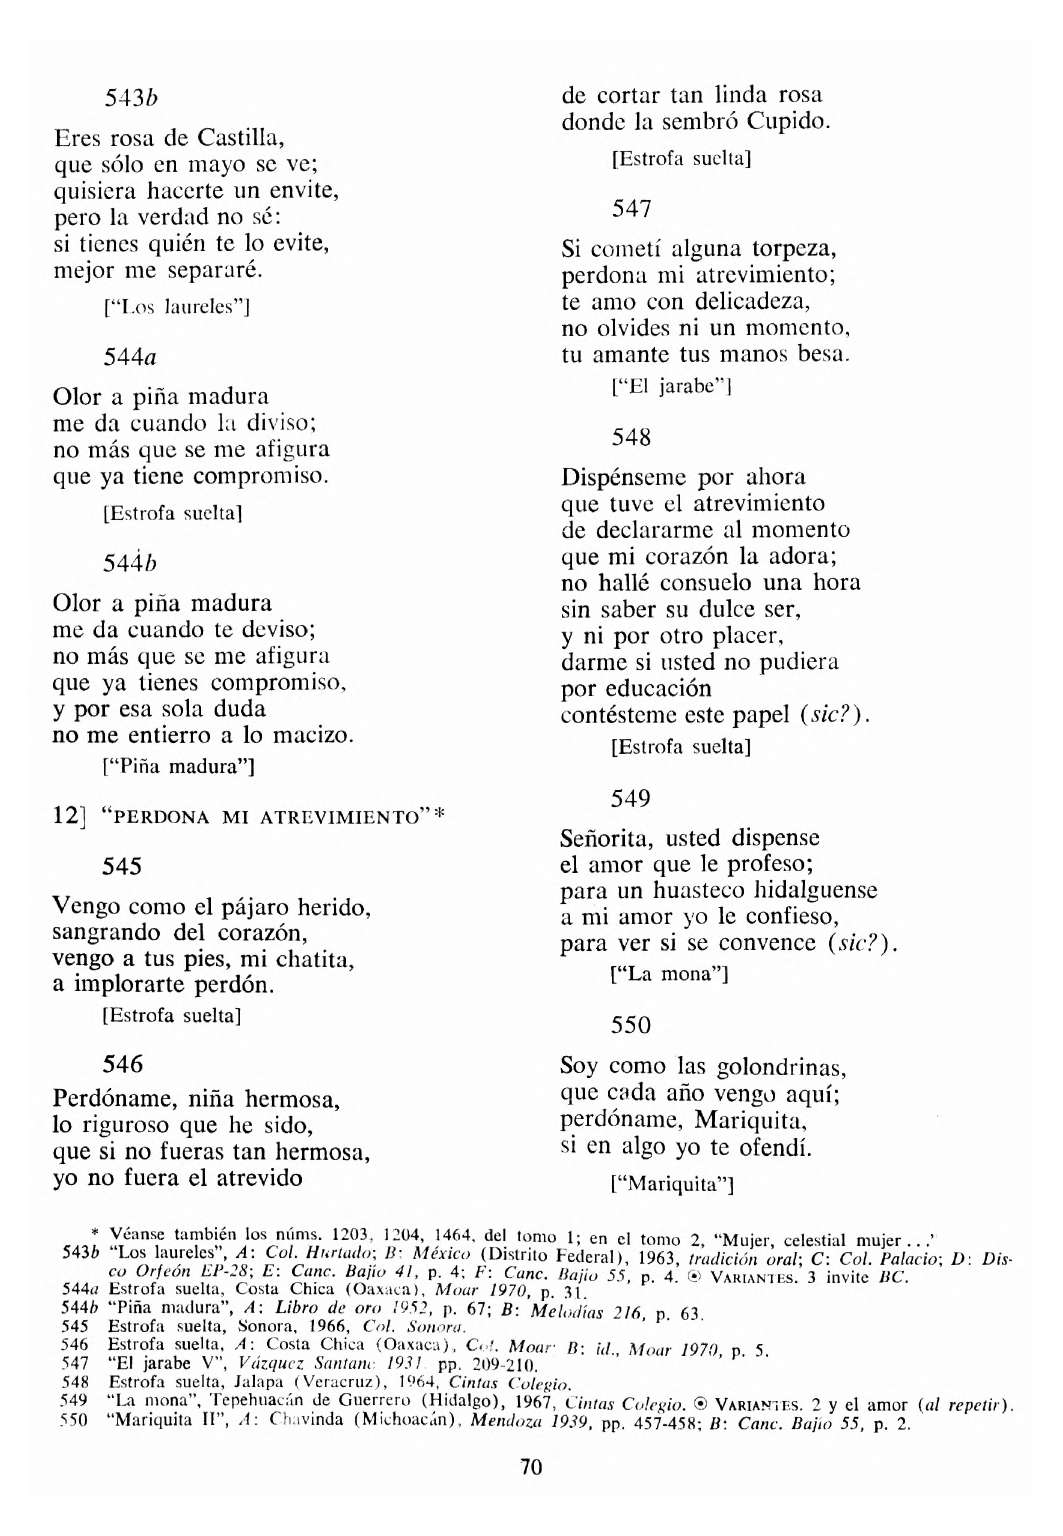 543b
Eres rosa de Castilla,
que sólo en mayo se ve;
quisiera hacerte un envite,
pero la verdad no sé:
si tienes quién te lo evite,
mejor me separaré.
[“Los laureles”]
544a
Olor a piña madura
me da cuando la diviso;
no más que se me afigura
que ya tiene compromiso.
[Estrofa suelta]
544b
Olor a piña madura
me da cuando te deviso;
no más que se me afigura
que ya tienes compromiso,
y por esa sola duda
no me entierro a lo macizo.
[“Piña madura”]
12] “PERDONA MI ATREVIMIENTO”*
545
Vengo como el pájaro herido,
sangrando del corazón,
vengo a tus pies, mi chatita,
a implorarte perdón.
[Estrofa suelta]
546
Perdóname, niña hermosa,
lo riguroso que he sido,
que si no fueras tan hermosa,
yo no fuera el atrevido
de cortar tan linda rosa
donde la sembró Cupido.
[Estrofa suelta]
547
Si cometí alguna torpeza,
perdona mi atrevimiento;
te amo con delicadeza,
no olvides ni un momento,
tu amante tus manos besa.
[“El jarabe”]
548
Dispénseme por ahora
que tuve el atrevimiento
de declararme al momento
que mi corazón la adora;
no hallé consuelo una hora
sin saber su dulce ser,
y ni por otro placer,
darme si usted no pudiera
por educación
contésteme este papel (sic?).
[Estrofa suelta]
549
Señorita, usted dispense
el amor que le profeso;
para un huasteco hidalguense
a mi amor yo le confieso,
para ver si se convence (sic?).
[“La mona”]
550
Soy como las golondrinas,
que cada año vengo aquí;
perdóname, Mariquita,
si en algo yo te ofendí.
[“Mariquita”]
* Véanse también los núms. 1203, 1204, 1464, del tomo 1; en el tomo 2, “Mujer, celestial mujer...’
543b “Los laureles”, A: Col. Hurtado; B: México (Distrito Federal), 1963, tradición oral; C: Col. Palacio; D: Dis-
co Orfeón EP-28; E: Canc. Bajío 41, p. 4; F: Canc. Bajío 55, p. 4. ⦿ VARIANTES. 3 invite BC.
544a Estrofa suelta, Costa Chica (Oaxaca), Moar 1970, p. 31.
544b “Piña madura”, A: Libro de oro 1952, p. 67; B: Melodías 216, p. 63.
545 Estrofa suelta, Sonora, 1966, Col. Sonora.
546 Estrofa suelta, A: Costa Chica (Oaxaca), Col. Moar; B: id., Moar 1970, p. 5.
547 “El jarabe V”, Vázquez Santana 1931 pp. 209-210.
548 Estrofa suelta, Jalapa (Veracruz), 1964, Cintas Colegio.
549 “La mona”, Tepehuacán de Guerrero (Hidalgo), 1967, Cintas Colegio. ⦿ VARIANTES. 2 y el amor (al repetir).
550 “Mariquita II”, A: Chavinda (Michoacán), Mendoza 1939, pp. 457-458; B: Canc. Bajío 55, p. 2.
70